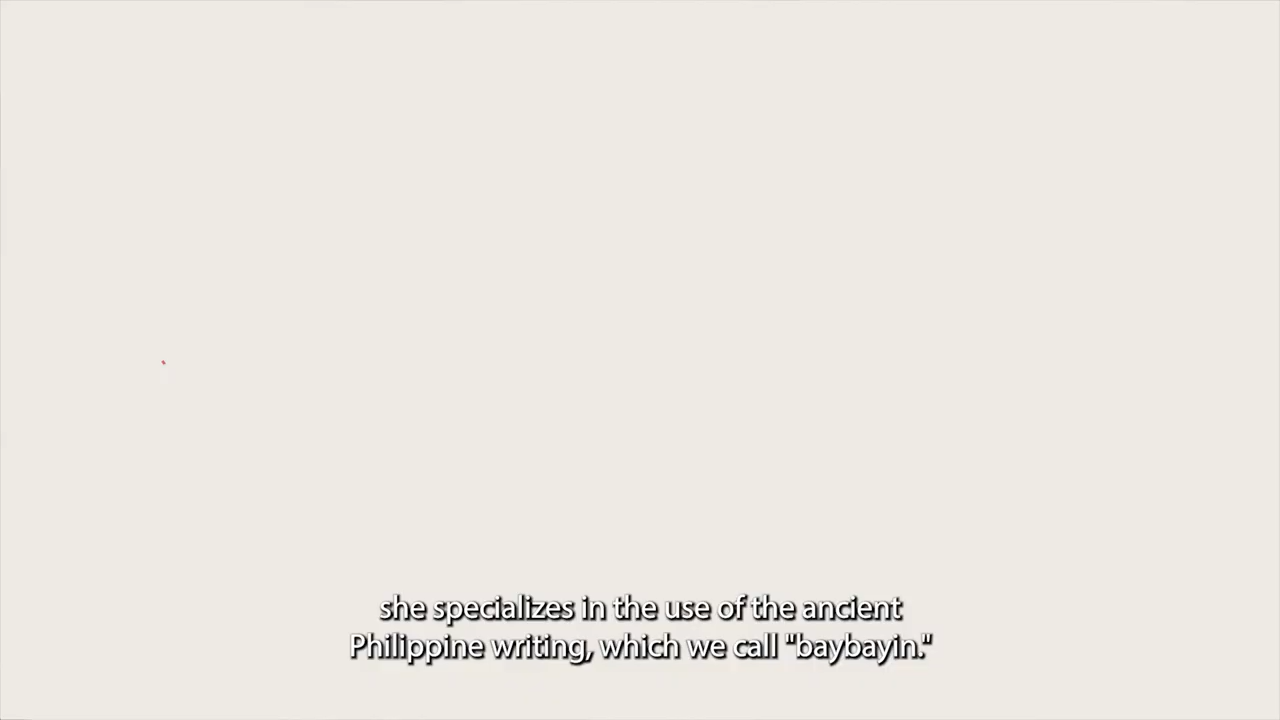 she specializes in the use of the ancient
Philippine writing, which we call "baybayin."